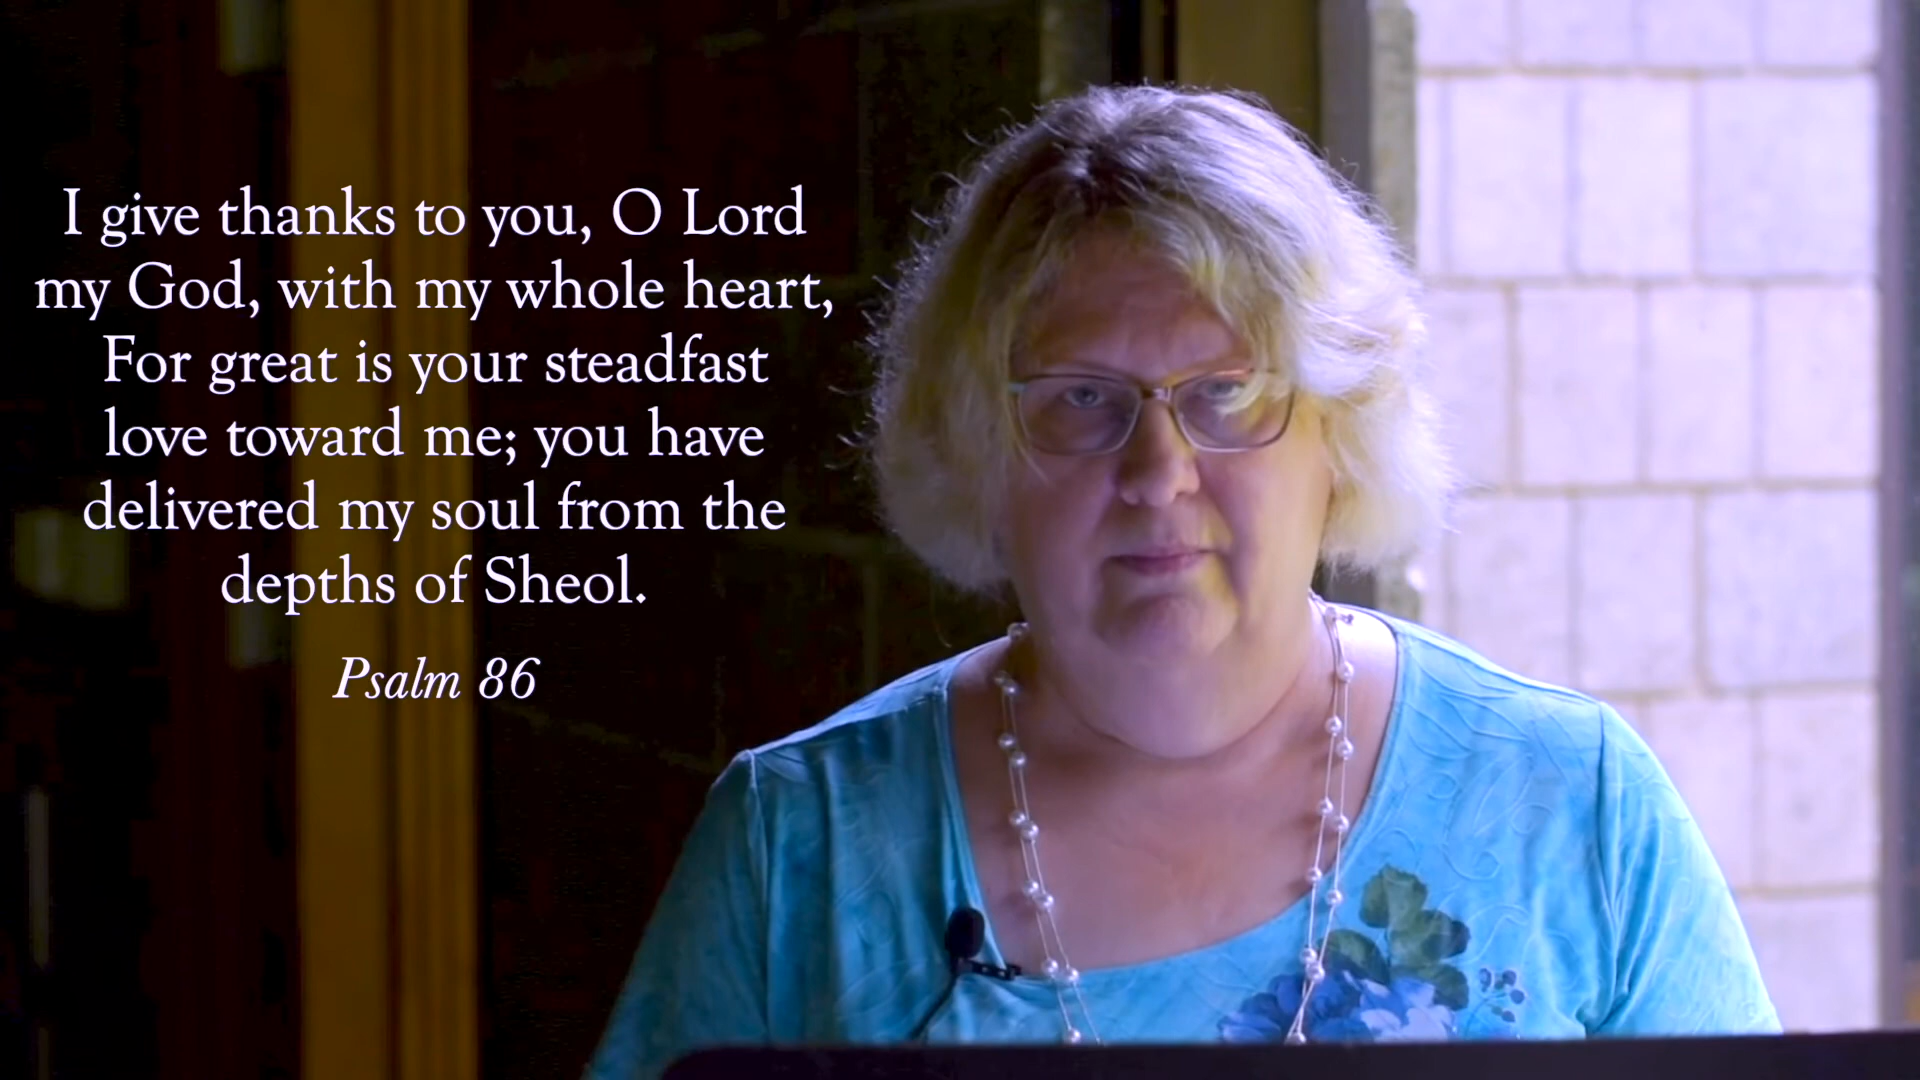 I give thanks to you, O Lord
my God, with my whole heart,
For great is your steadfast
love toward me; you have
delivered my soul from the
depths of Sheol.
Psalm 86